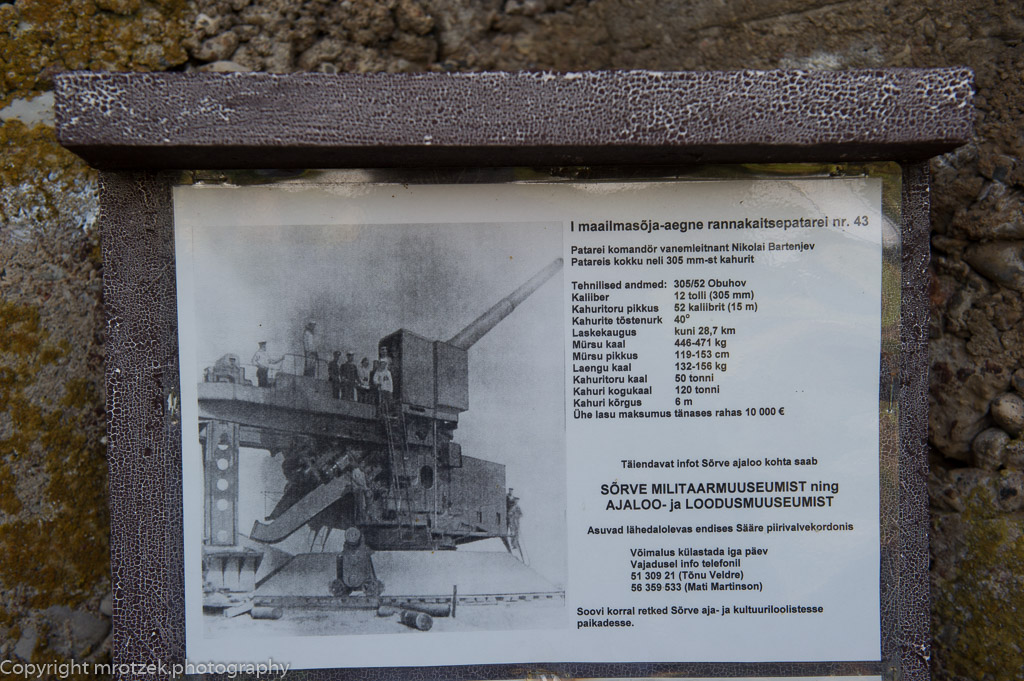 I maailmasõja-aegne rannakaitsepatarei nr. 43
Patarei komandör vanemleitnant Nikolai Bartenjev
Patareis kokku neli 305 mm-st kahurit
Tehnilised andmed: 305/52 Obuhov
Kaliiber 12 tolli (305 mm)
Kahuritoru pikkus 52 kaliibrit (15 m)
Kahurite tõstenurk 40°
Laskekaugus kuni 28,7 km
Mürsu kaal 446-471 kg
Mürsu pikkus 119-153 cm
Laengu kaal 132-156 kg
Kahuritoru kaal 50 tonni
Kahuri kogukaal 120 tonni
Kahuri kõrgus 6 m
Ühe lasu maksumus tänases rahas 10 000 €
Täiendavat infot Sõrve ajaloo kohta saab
SÕRVE MILITAARMUUSEUMIST ning
AJALOO- ja LOODUSMUUSEUMIST
Asuvad lähedalolevas endises Sääre piirivalvekordonis
Võimalus külastada iga päev
Vajadusel info telefonil
51 309 21 (Tõnu Veldre)
56 359 533 (Mati Martinson)
Soovi korral retked Sõrve aja- ja kultuuriloolistesse
paikadesse.
Copyright mrotzek.photography